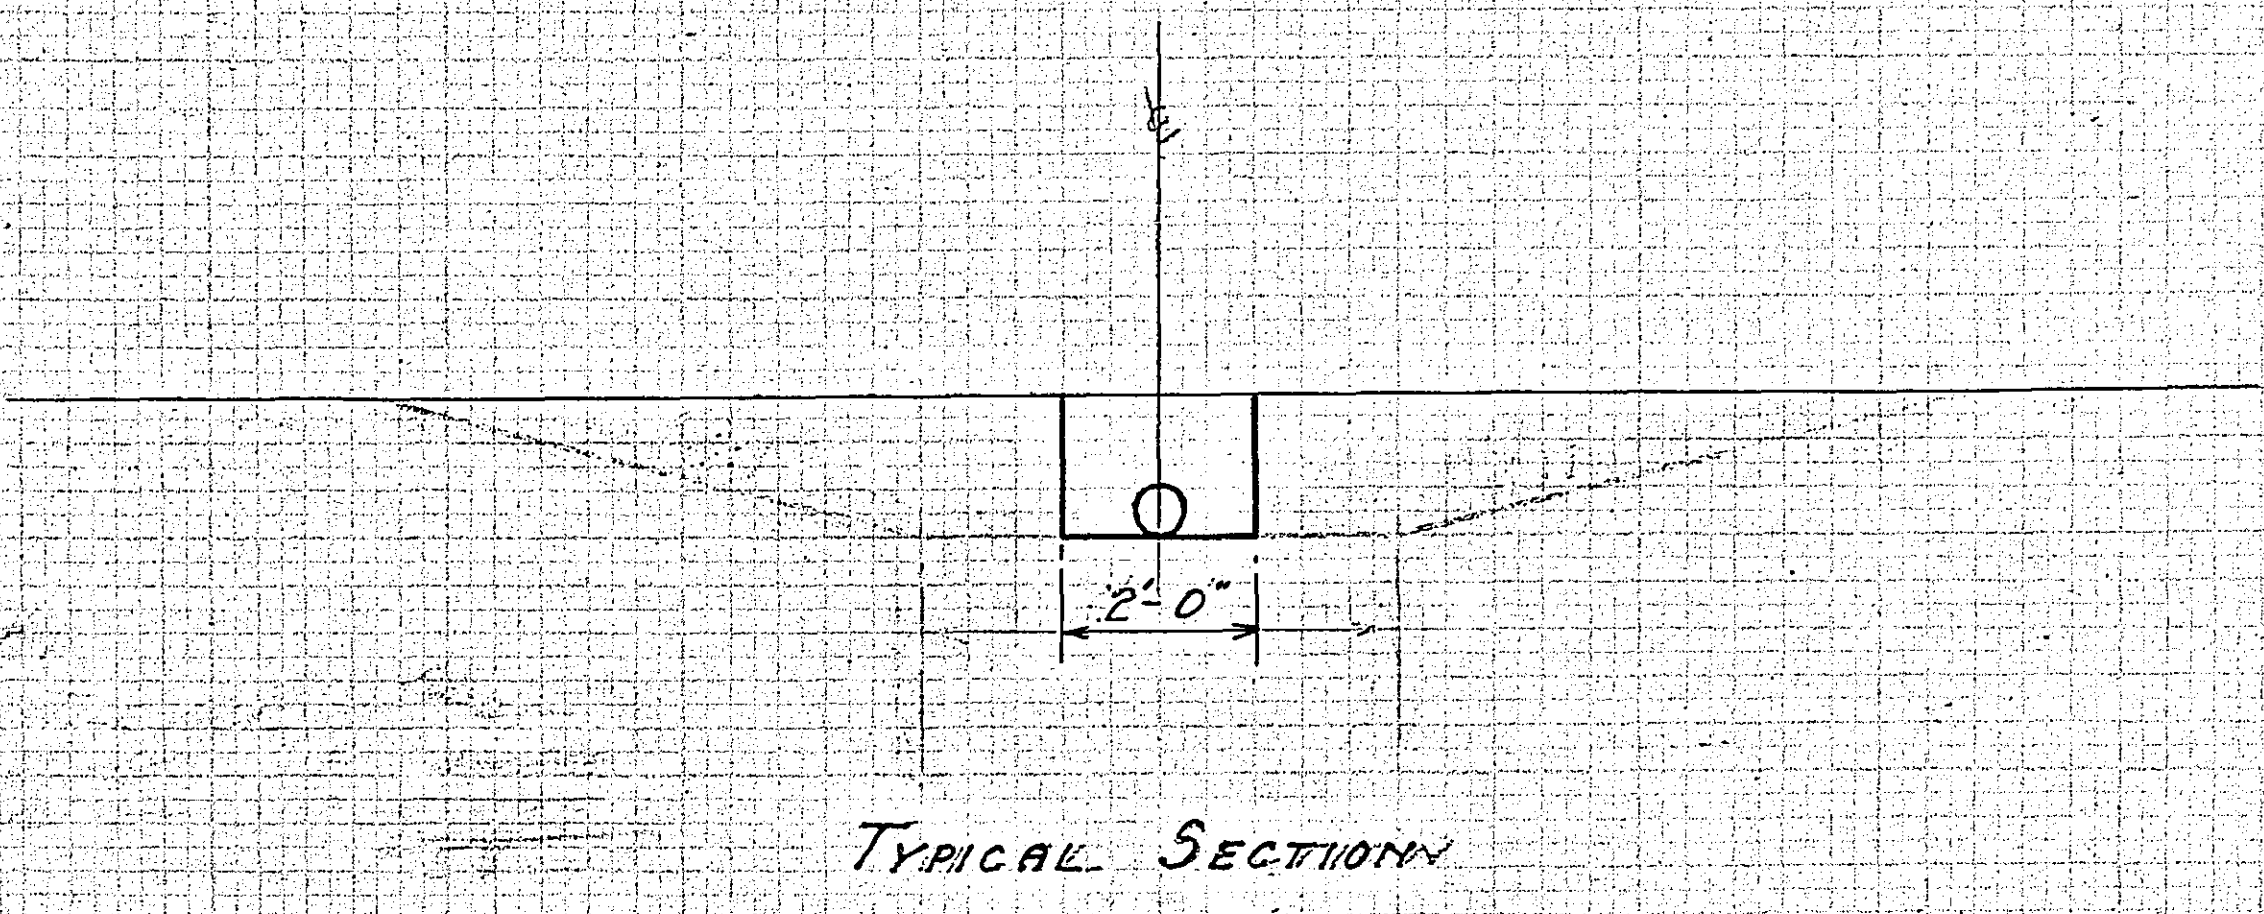 ℄
2'-0"
TYPICAL SECTION